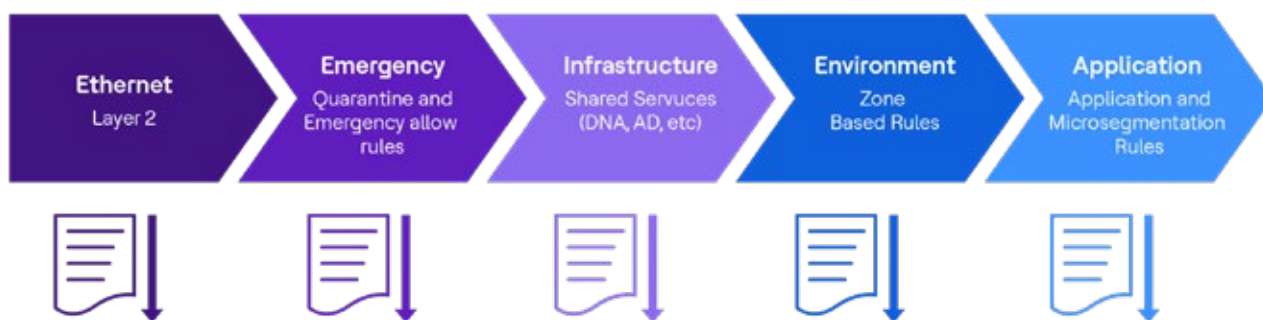 Ethernet
Layer 2
Emergency
Quarantine and
Emergency allow
rules
Infrastructure
Shared Servuces
(DNA, AD, etc)
Environment
Zone
Based Rules
Application
Application and
Microsegmentation
Rules